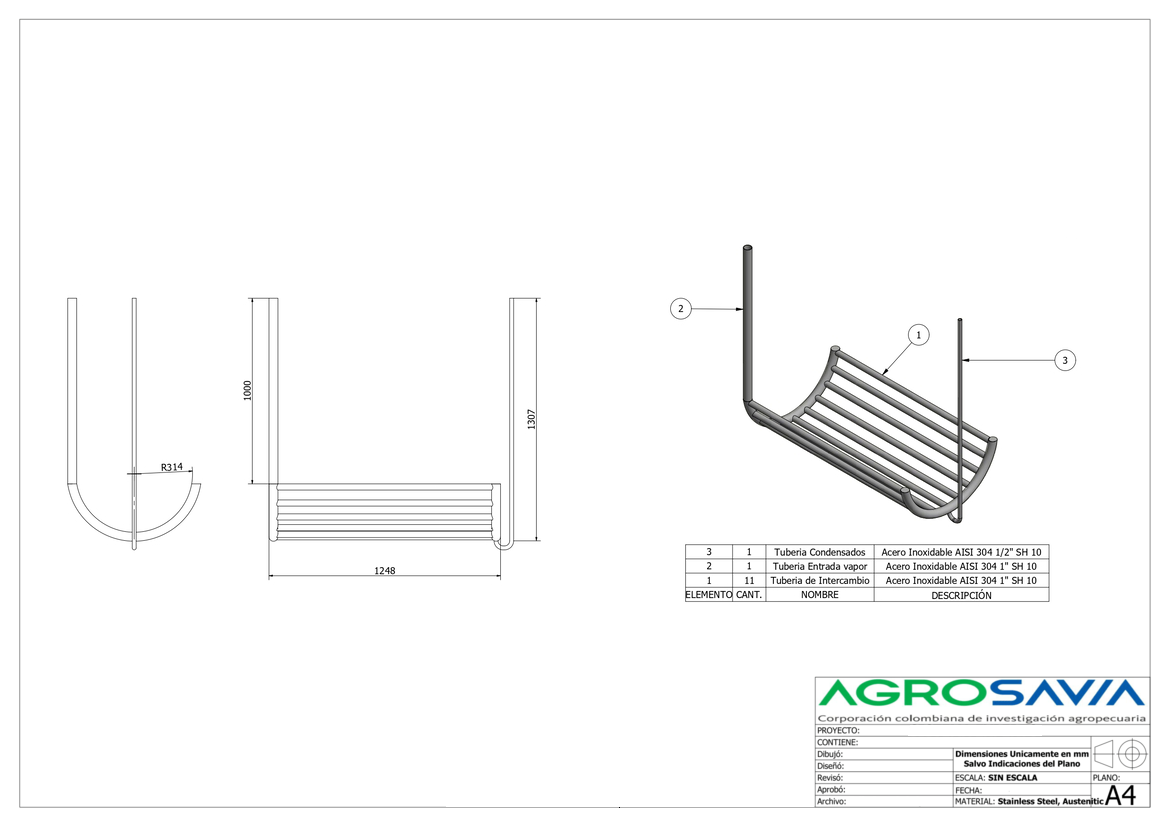 2
1
3
1000
1307
R314
1248
3 1 Tuberia Condensados Acero Inoxidable AISI 304 1/2" SH 10
2 1 Tuberia Entrada vapor Acero Inoxidable AISI 304 1" SH 10
1 11 Tuberia de Intercambio Acero Inoxidable AISI 304 1" SH 10
ELEMENTO CANT. NOMBRE DESCRIPCIÓN
AGROSAVIA
Corporación colombiana de investigación agropecuaria
PROYECTO:
CONTIENE:
Dibujó: Dimensiones Unicamente en mm
Diseñó: Salvo Indicaciones del Plano
Revisó: ESCALA: SIN ESCALA PLANO:
Aprobó: FECHA:
Archivo: MATERIAL: Stainless Steel, Austenitic A4